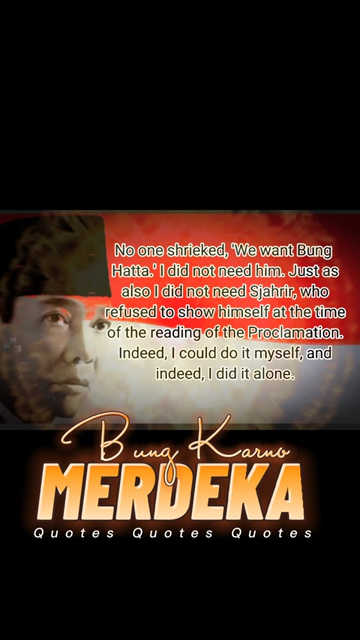 No one shrieked, 'We want Bung
Hatta.' I did not need him. Just as
also I did not need Sjahrir, who
refused to show himself at the time
of the reading of the Proclamation.
Indeed, I could do it myself, and
indeed, I did it alone.
Bung Karno
MERDEKA
Quotes Quotes Quotes